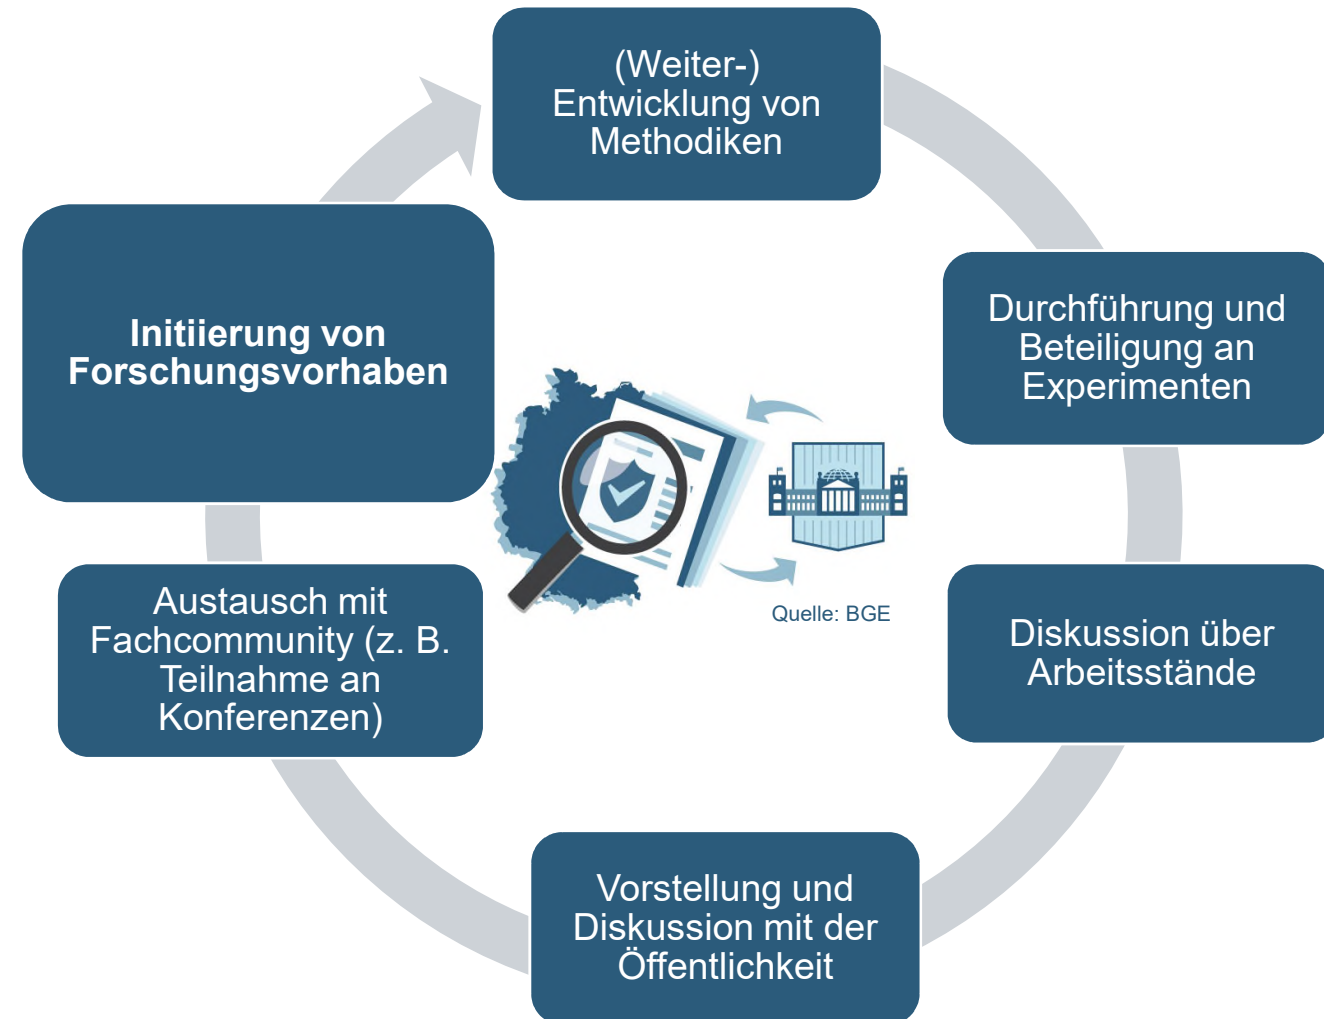 (Weiter-)
Entwicklung von
Methodiken
Durchführung und
Beteiligung an
Experimenten
Diskussion über
Arbeitsstände
Vorstellung und
Diskussion mit der
Öffentlichkeit
Austausch mit
Fachcommunity (z. B.
Teilnahme an
Konferenzen)
Initiierung von
Forschungsvorhaben
Quelle: BGE